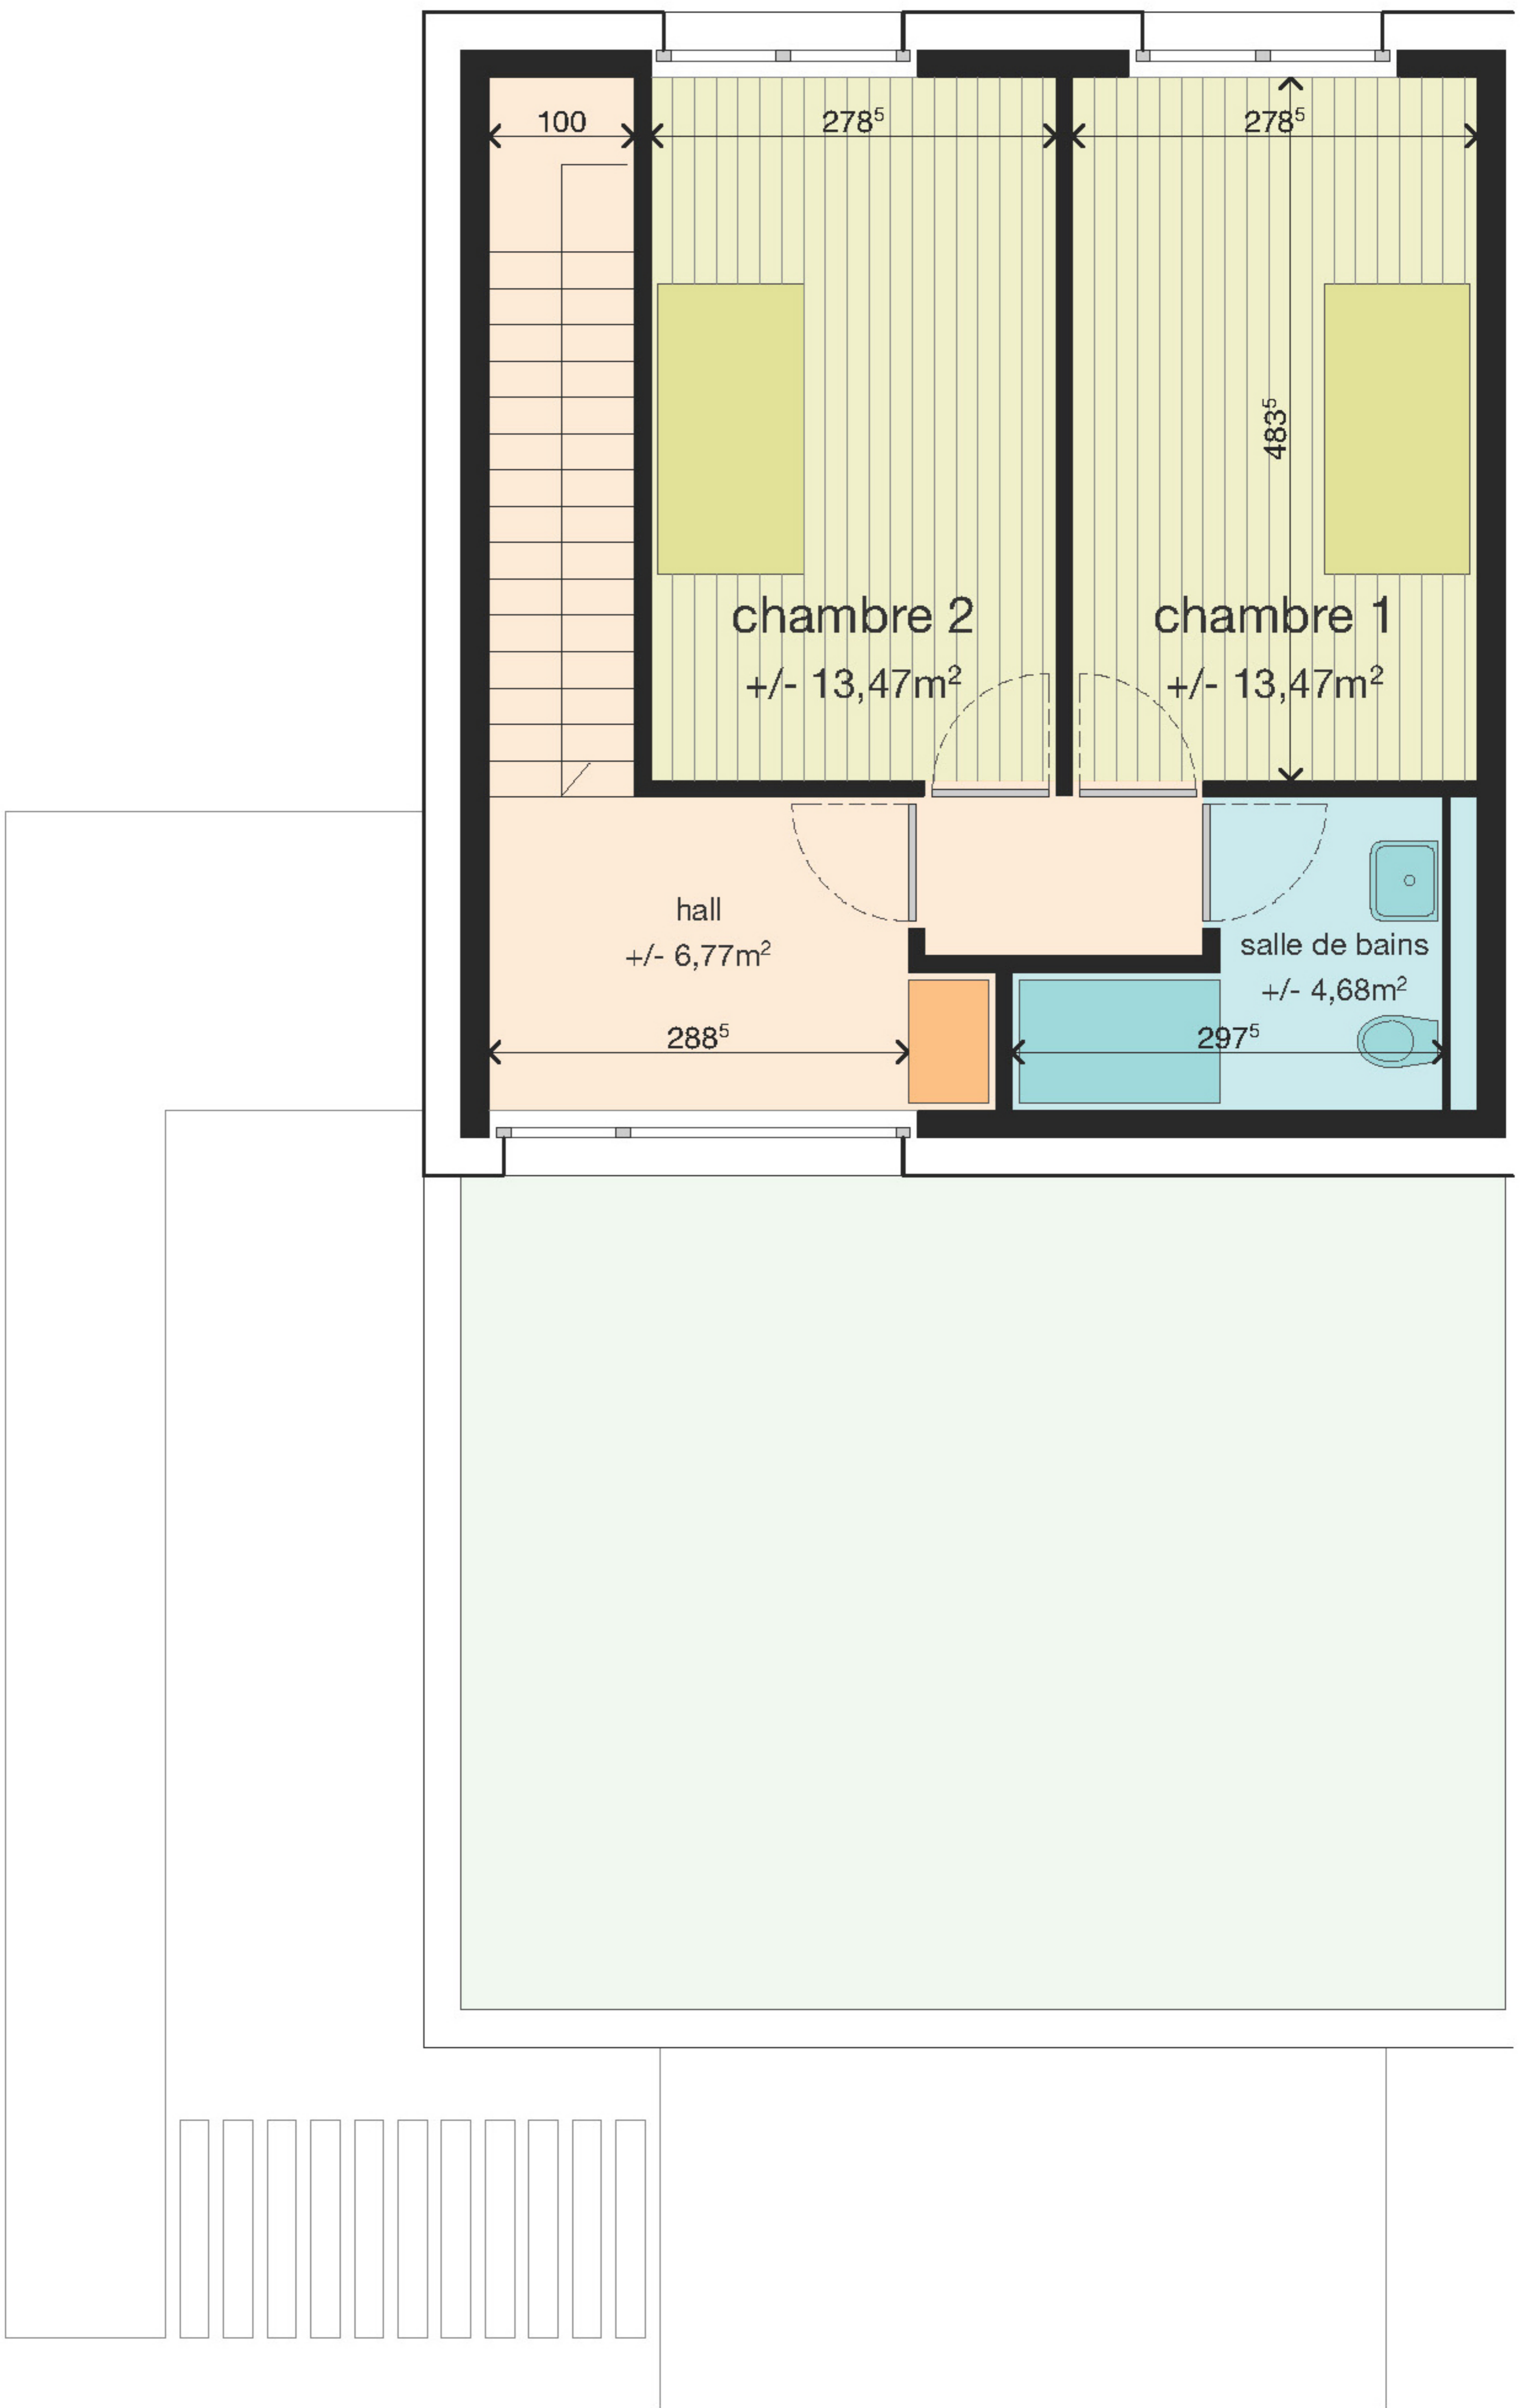 100
278⁵
278⁵
483⁵
chambre 2
+/- 13,47m²
chambre 1
+/- 13,47m²
hall
+/- 6,77m²
salle de bains
+/- 4,68m²
288⁵
297⁵